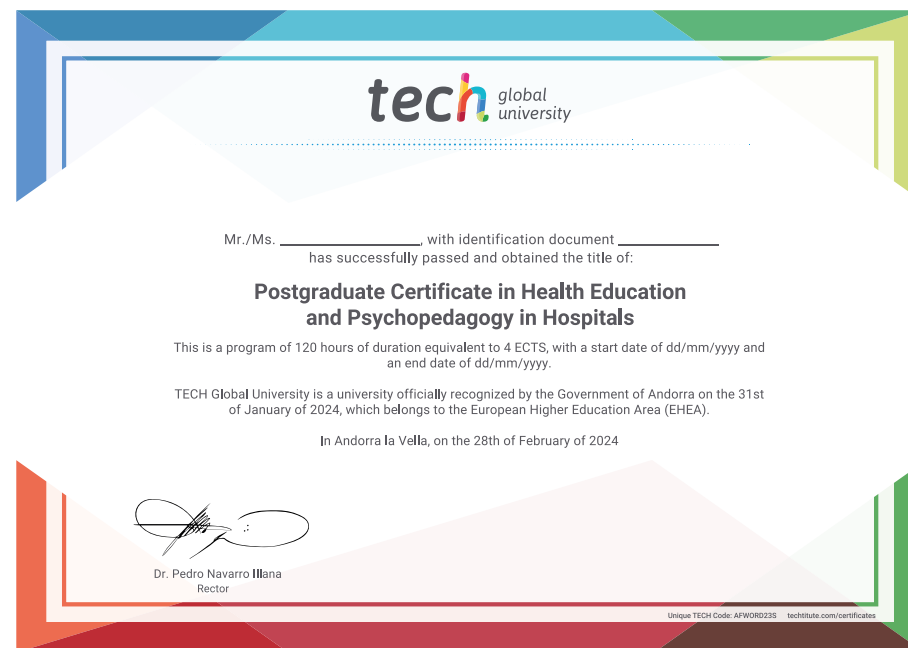 tech global
university
Mr./Ms. ____________, with identification document ____________
has successfully passed and obtained the title of:
Postgraduate Certificate in Health Education
and Psychopedagogy in Hospitals
This is a program of 120 hours of duration equivalent to 4 ECTS, with a start date of dd/mm/yyyy and
an end date of dd/mm/yyyy.
TECH Global University is a university officially recognized by the Government of Andorra on the 31st
of January of 2024, which belongs to the European Higher Education Area (EHEA).
In Andorra la Vella, on the 28th of February of 2024
Dr. Pedro Navarro Illana
Rector
Unique TECH Code: AFWORD23S techtitute.com/certificates